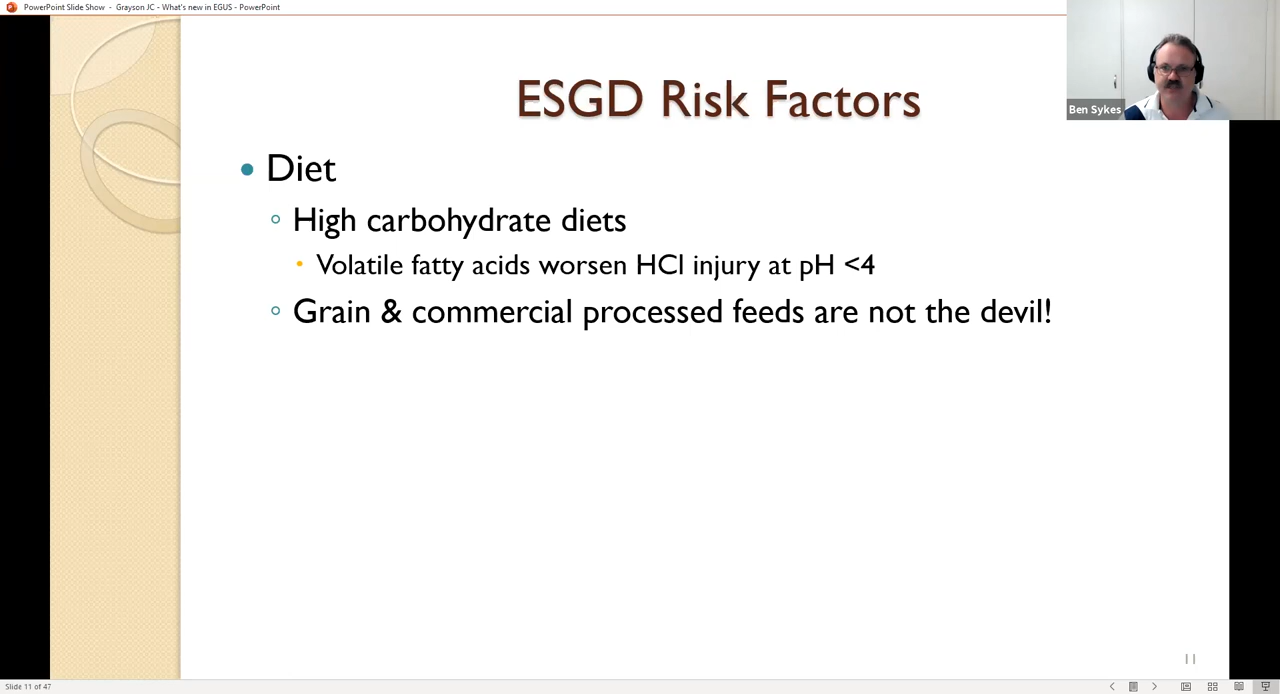 PowerPoint Slide Show - Grayson JC - What's new in EGUS - PowerPoint
Ben Sykes
ESGD Risk Factors
Diet
High carbohydrate diets
Volatile fatty acids worsen HCl injury at pH <4
Grain & commercial processed feeds are not the devil!
11
Slide 11 of 47